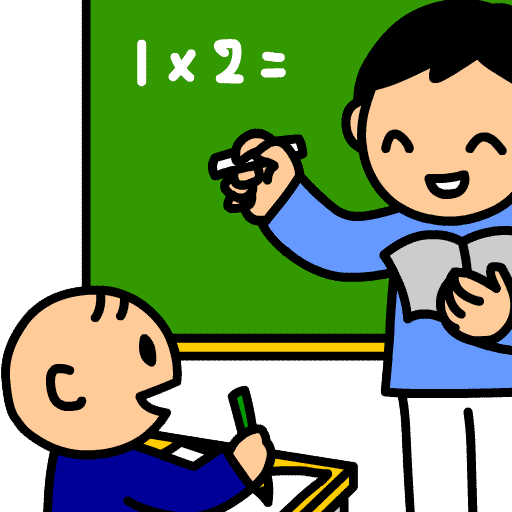 1 x 2 =